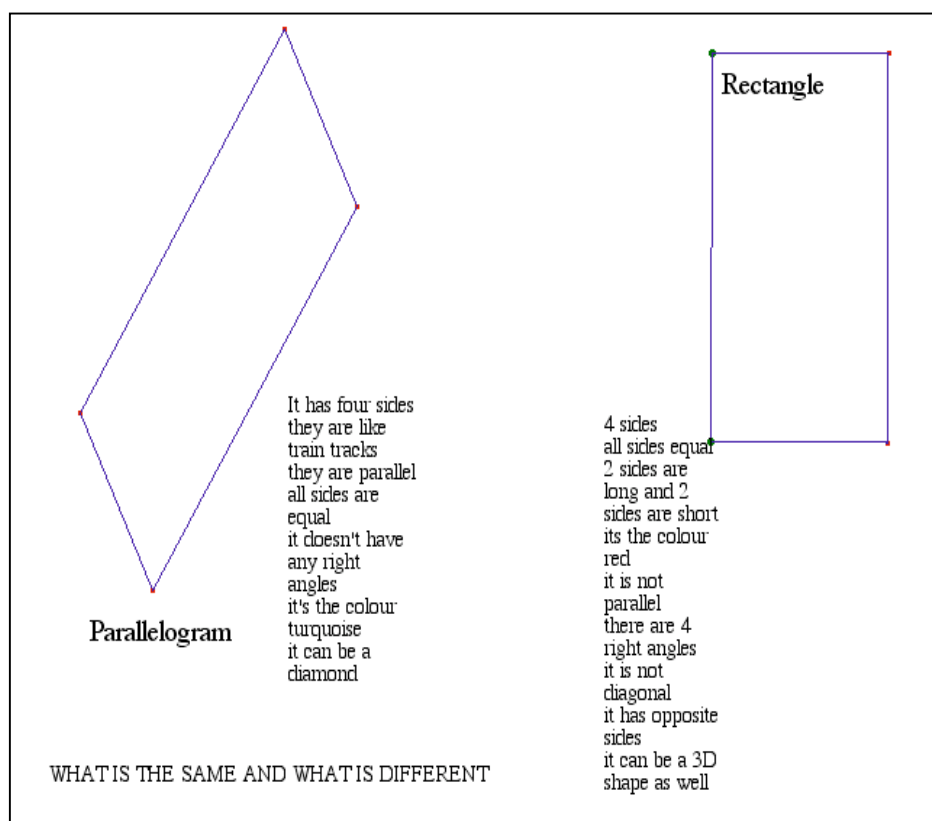 Rectangle
It has four sides
they are like
train tracks
they are parallel
all sides are
equal
it doesn't have
any right
angles
it's the colour
turquoise
it can be a
diamond
Parallelogram
4 sides
all sides equal
2 sides are
long and 2
sides are short
its the colour
red
it is not
parallel
there are 4
right angles
it is not
diagonal
it has opposite
sides
it can be a 3D
shape as well
WHAT IS THE SAME AND WHAT IS DIFFERENT